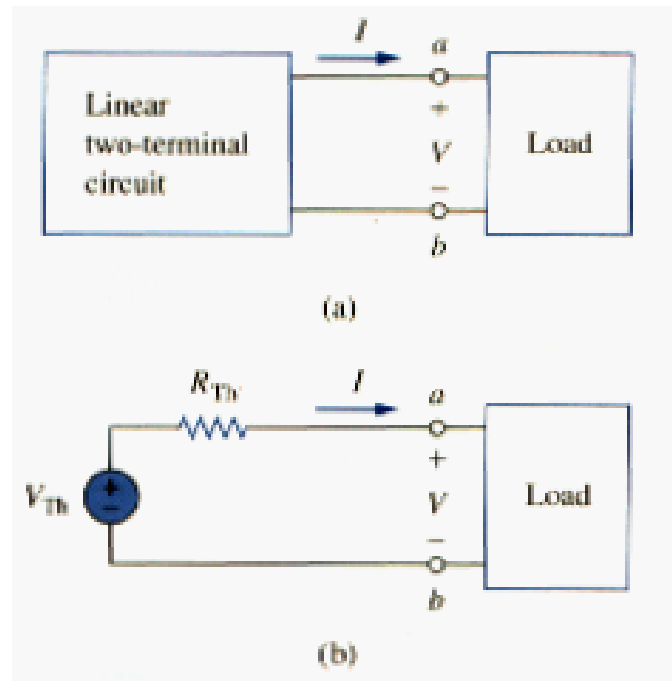 I
a
Linear
two-terminal
circuit
+
V
−
Load
b
(a)
R_Th
I
a
V_Th
+
−
+
V
−
Load
b
(b)